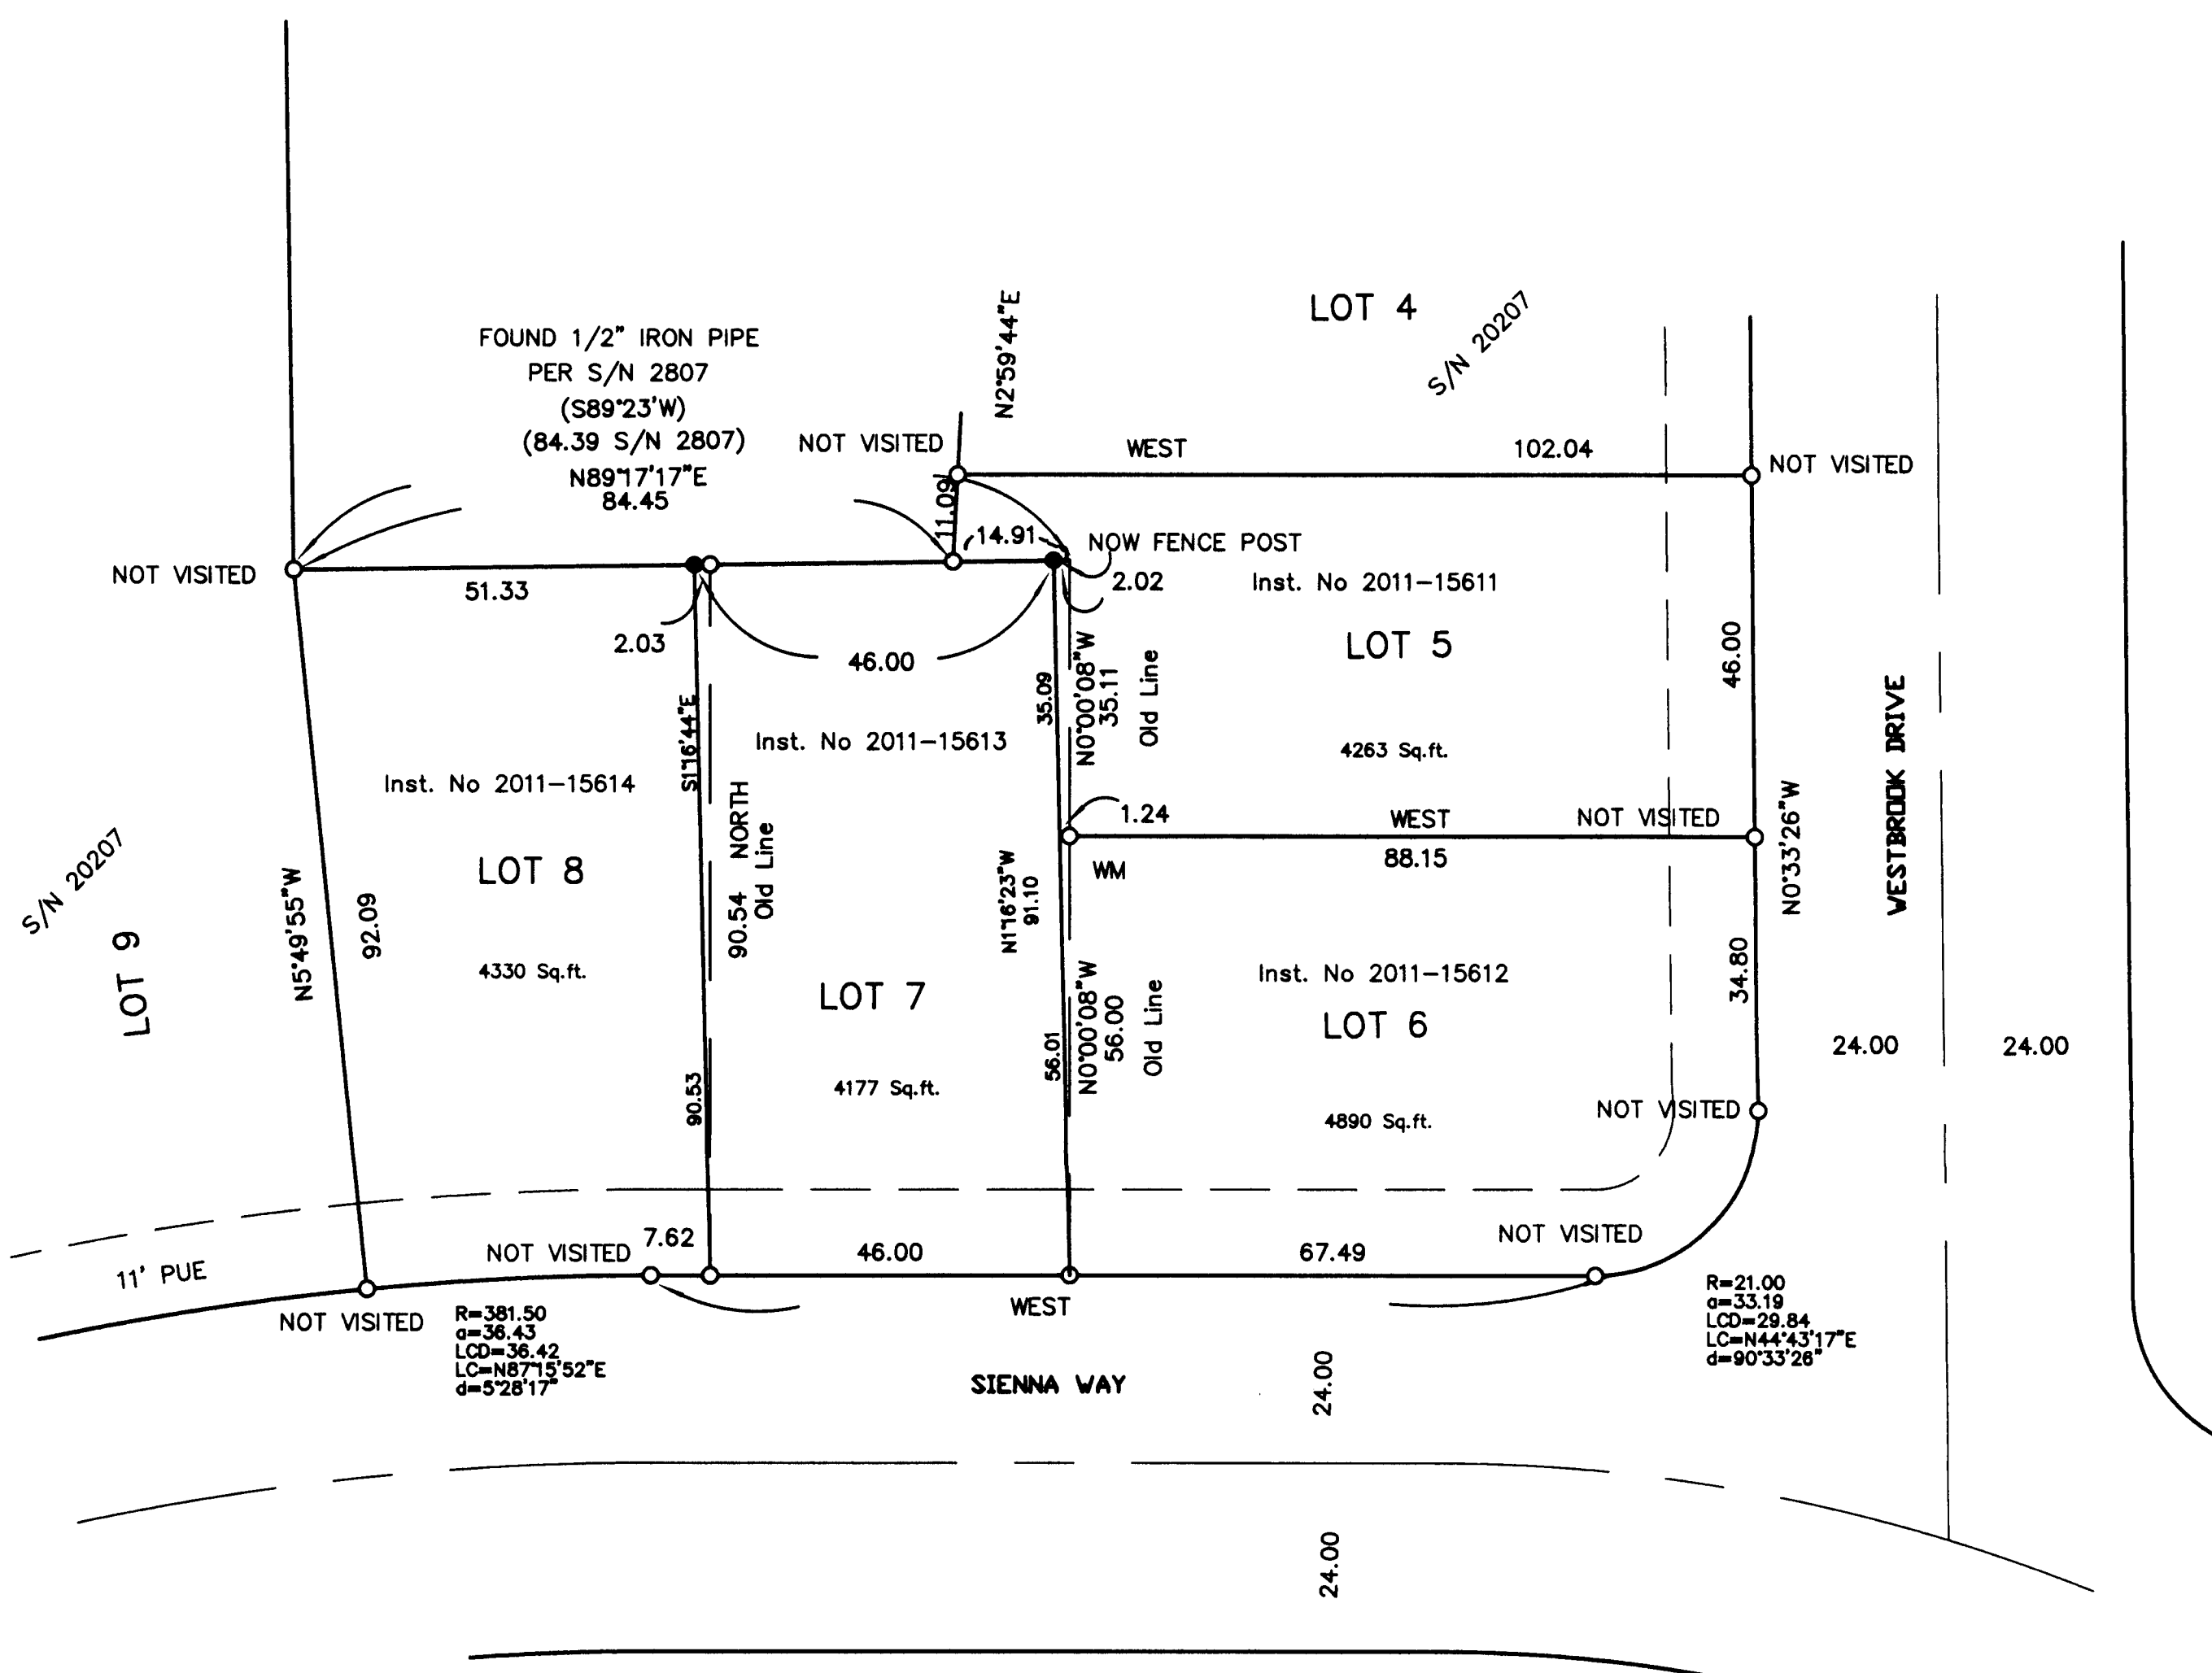 LOT 4
S/N 20207
N2°59'44"E
FOUND 1/2" IRON PIPE
PER S/N 2807
(S89°23'W)
(84.39 S/N 2807)
N89°17'17"E
84.45
NOT VISITED
WEST
102.04
NOT VISITED
11.09
14.91
NOW FENCE POST
2.02
NOT VISITED
51.33
2.03
46.00
Inst. No 2011-15611
LOT 5
4263 Sq.ft.
46.00
35.09
N0°00'08"W
35.11
Old Line
S1°16'44"E
Inst. No 2011-15613
Inst. No 2011-15614
90.54 NORTH
Old Line
1.24
WEST
NOT VISITED
88.15
WM
N0°33'26"W
WESTBROOK DRIVE
S/N 20207
LOT 9
N5°49'55"W
92.09
LOT 8
4330 Sq.ft.
N1°16'23"W
91.10
LOT 7
4177 Sq.ft.
90.53
56.01
N0°00'08"W
56.00
Old Line
Inst. No 2011-15612
LOT 6
4890 Sq.ft.
34.80
24.00
24.00
NOT VISITED
11' PUE
NOT VISITED
7.62
46.00
67.49
NOT VISITED
NOT VISITED
WEST
R=381.50
a=36.43
LCD=36.42
LC=N87°15'52"E
d=5°28'17"
R=21.00
a=33.19
LCD=29.84
LC=N44°43'17"E
d=90°33'26"
SIENNA WAY
24.00
24.00